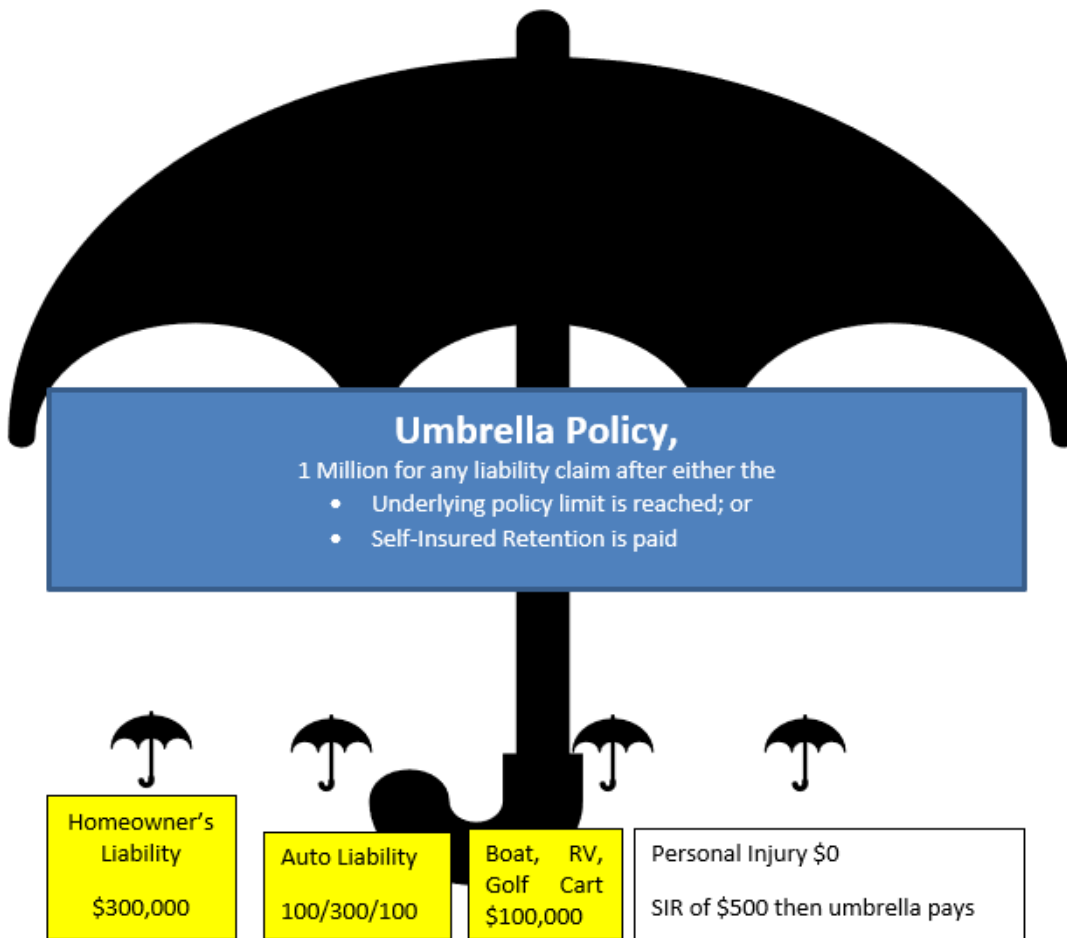 Umbrella Policy,
1 Million for any liability claim after either the
• Underlying policy limit is reached; or
• Self-Insured Retention is paid
Homeowner’s
Liability
$300,000
Auto Liability
100/300/100
Boat, RV,
Golf Cart
$100,000
Personal Injury $0
SIR of $500 then umbrella pays